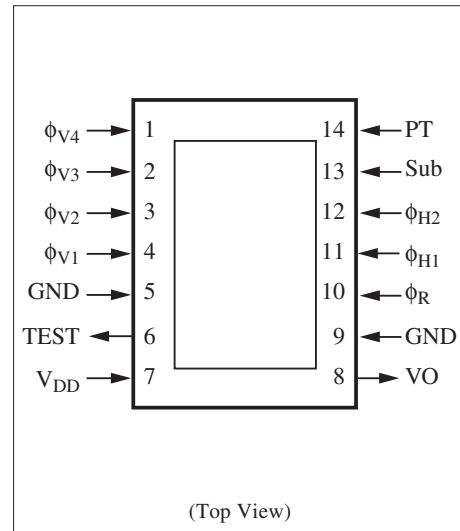 ϕV4 1 14 PT
ϕV3 2 13 Sub
ϕV2 3 12 ϕH2
ϕV1 4 11 ϕH1
GND 5 10 ϕR
TEST 6 9 GND
VDD 7 8 VO
(Top View)